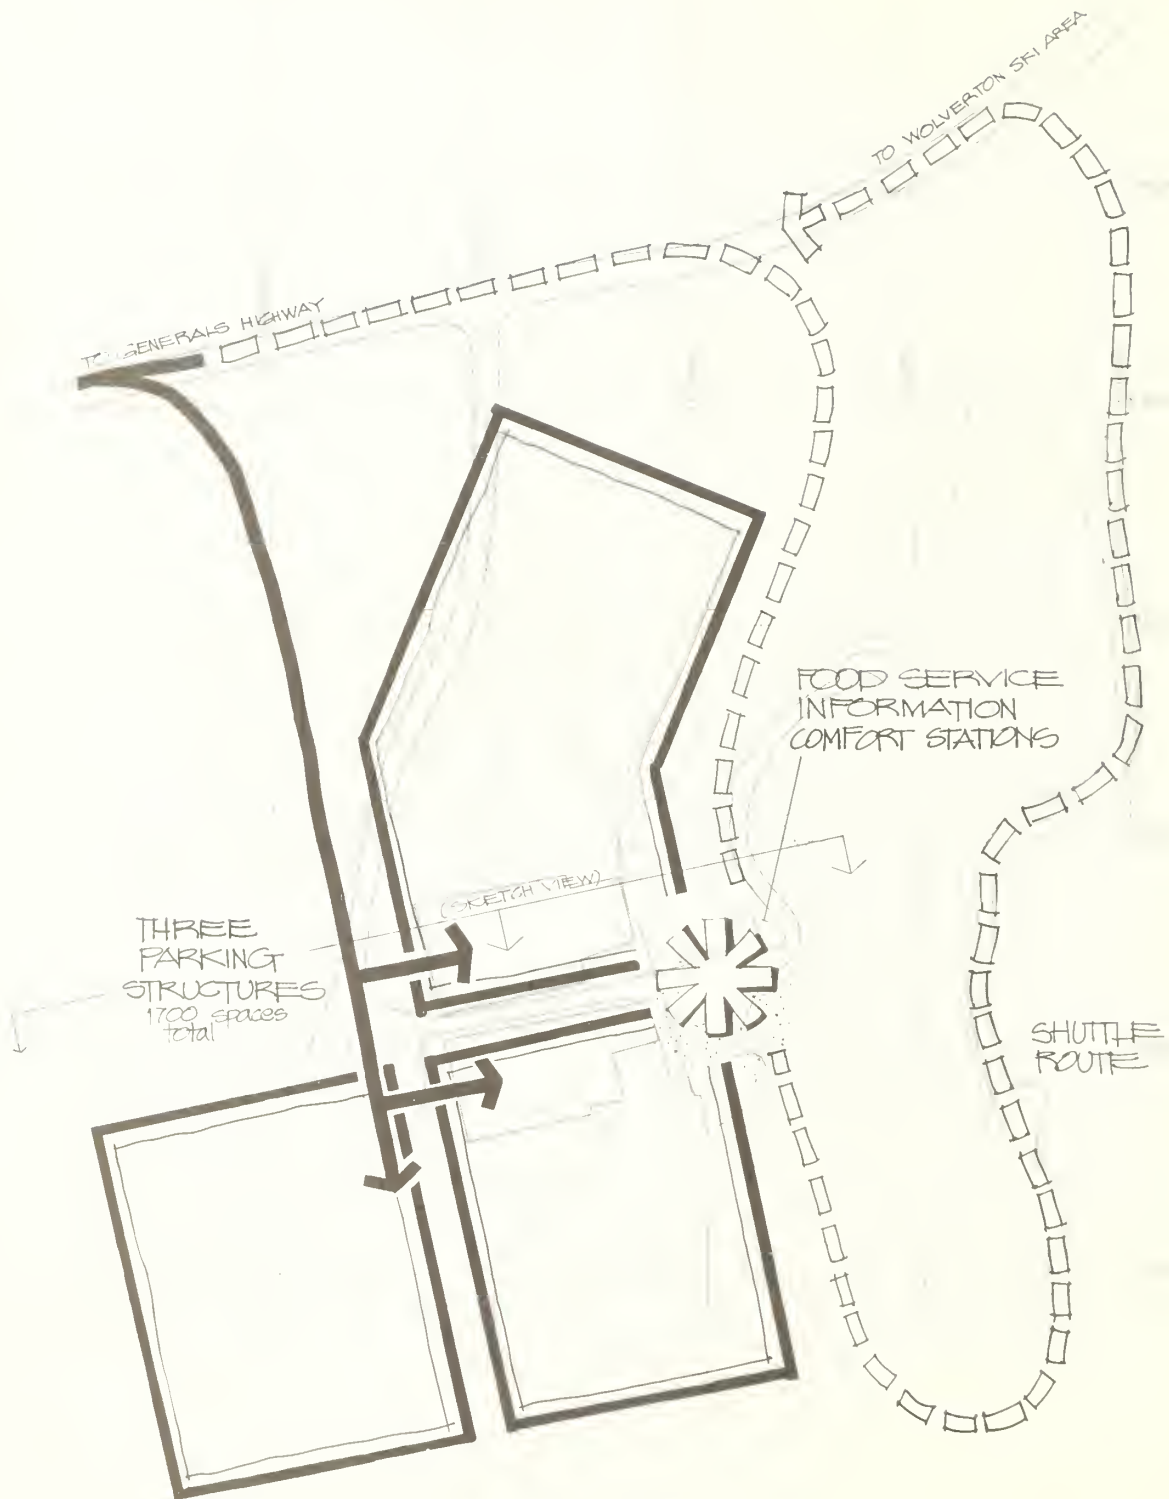 TO WOLVERTON SKI AREA
TO GENERALS HIGHWAY
FOOD SERVICE
INFORMATION
COMFORT STATIONS
(SKETCH VIEW)
THREE
PARKING
STRUCTURES
1700 spaces
total
SHUTTLE
ROUTE